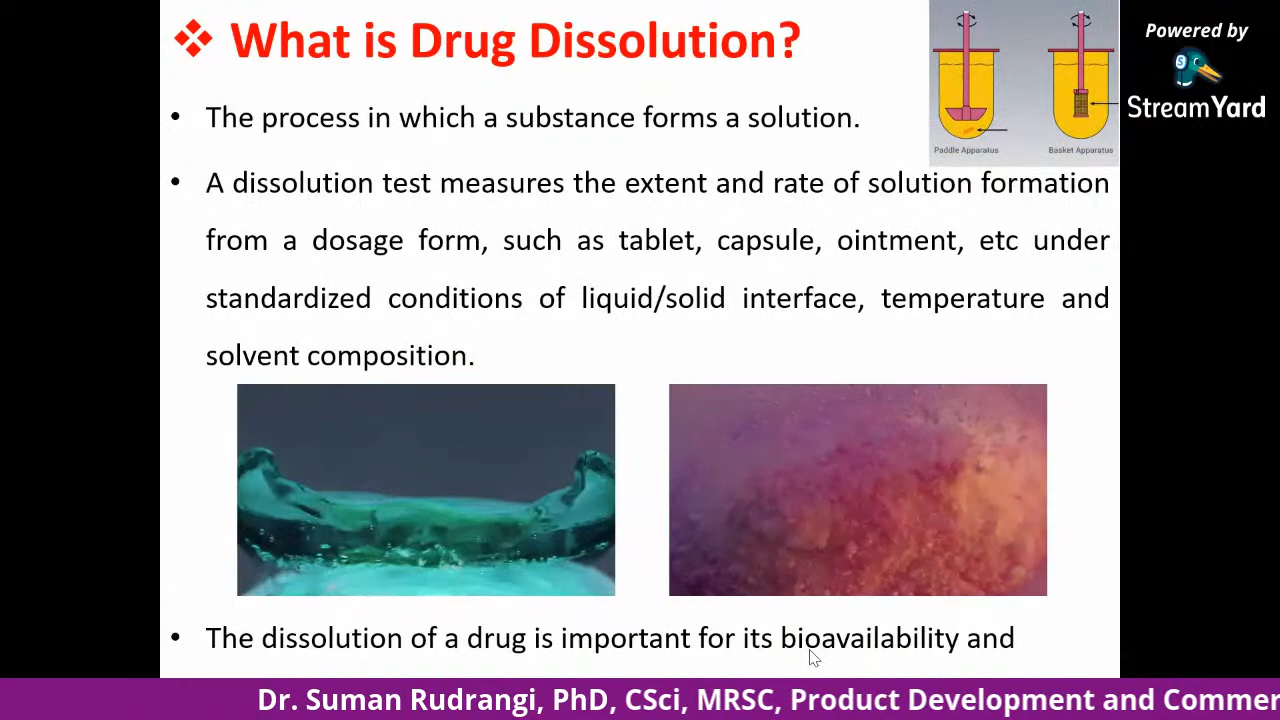 ❖ What is Drug Dissolution?
Paddle Apparatus
Basket Apparatus
Powered by
StreamYard
• The process in which a substance forms a solution.
• A dissolution test measures the extent and rate of solution formation
from a dosage form, such as tablet, capsule, ointment, etc under
standardized conditions of liquid/solid interface, temperature and
solvent composition.
• The dissolution of a drug is important for its bioavailability and
Dr. Suman Rudrangi, PhD, CSci, MRSC, Product Development and Commer